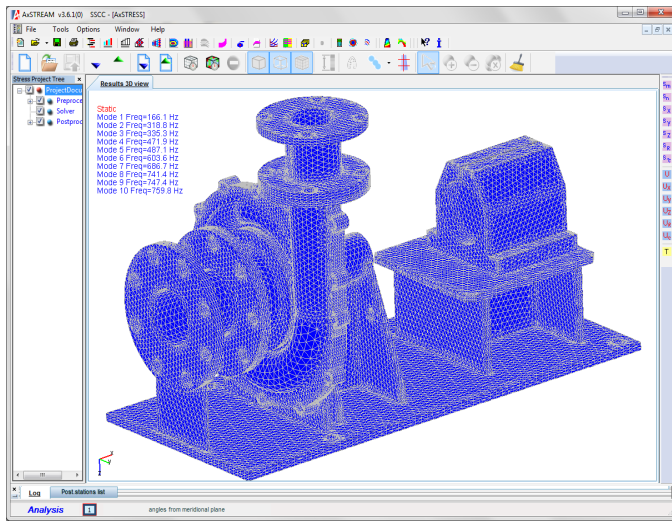 AxSTREAM v3.6.1(0) SSCC - [AxSTRESS]
File Tools Options Window Help
Stress Project Tree
ProjectDocu
Preproce
Solver
Postproc
Results 3D view
Static
Mode 1 Freq=166.1 Hz
Mode 2 Freq=318.8 Hz
Mode 3 Freq=335.3 Hz
Mode 4 Freq=471.9 Hz
Mode 5 Freq=487.1 Hz
Mode 6 Freq=603.6 Hz
Mode 7 Freq=686.7 Hz
Mode 8 Freq=741.4 Hz
Mode 9 Freq=747.4 Hz
Mode 10 Freq=759.8 Hz
U
T
Log Post stations list
Analysis 1 angles from meridional plane